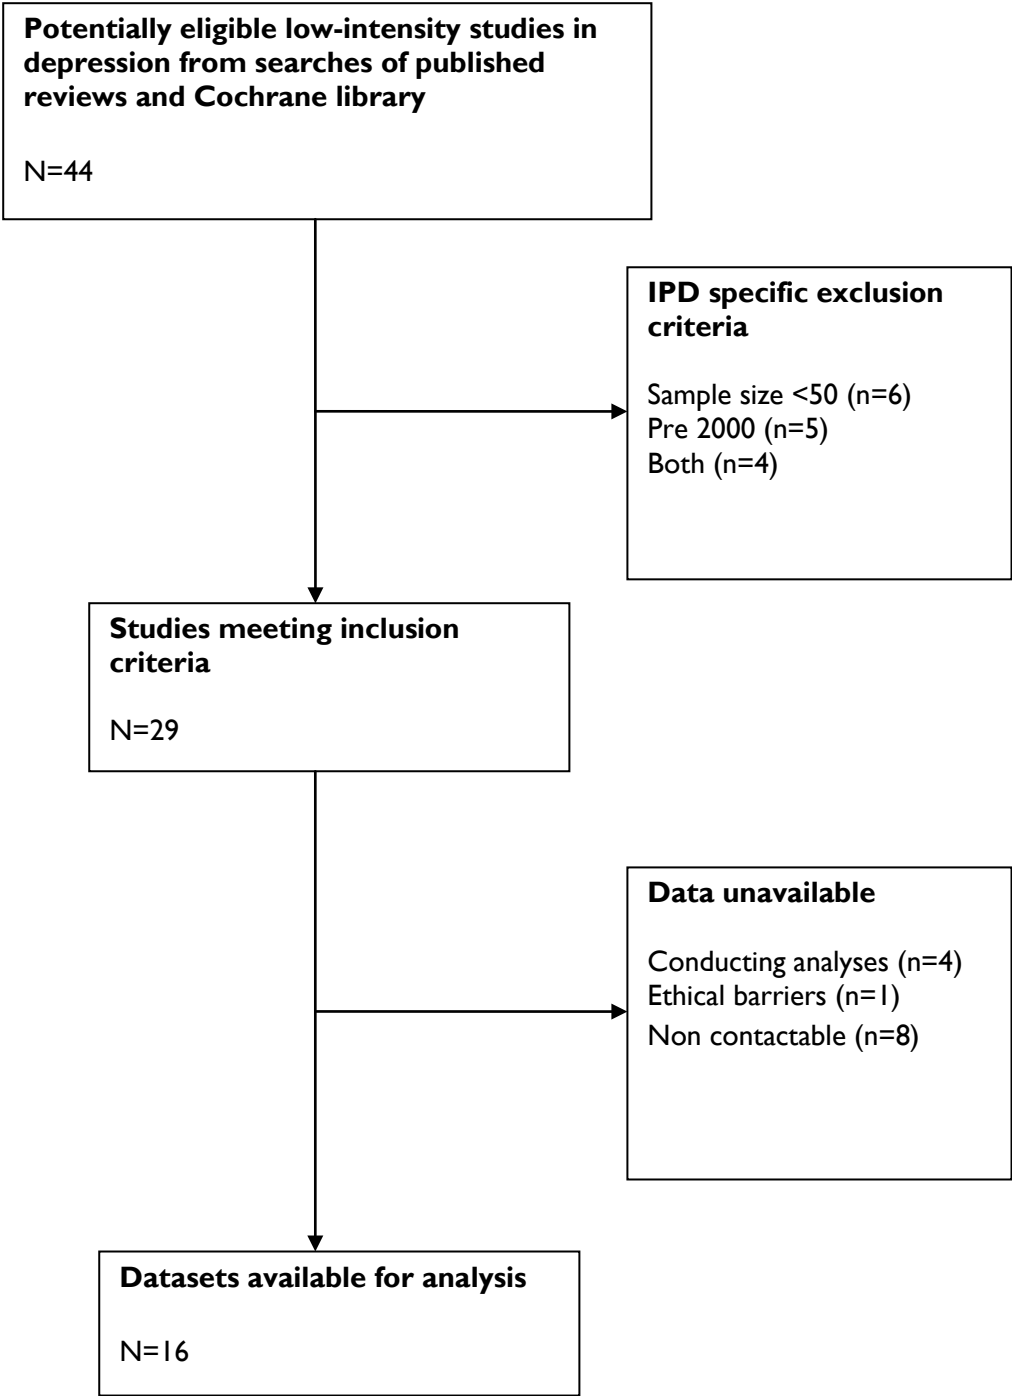 Potentially eligible low-intensity studies in
depression from searches of published
reviews and Cochrane library
N=44
IPD specific exclusion
criteria
Sample size <50 (n=6)
Pre 2000 (n=5)
Both (n=4)
Studies meeting inclusion
criteria
N=29
Data unavailable
Conducting analyses (n=4)
Ethical barriers (n=1)
Non contactable (n=8)
Datasets available for analysis
N=16